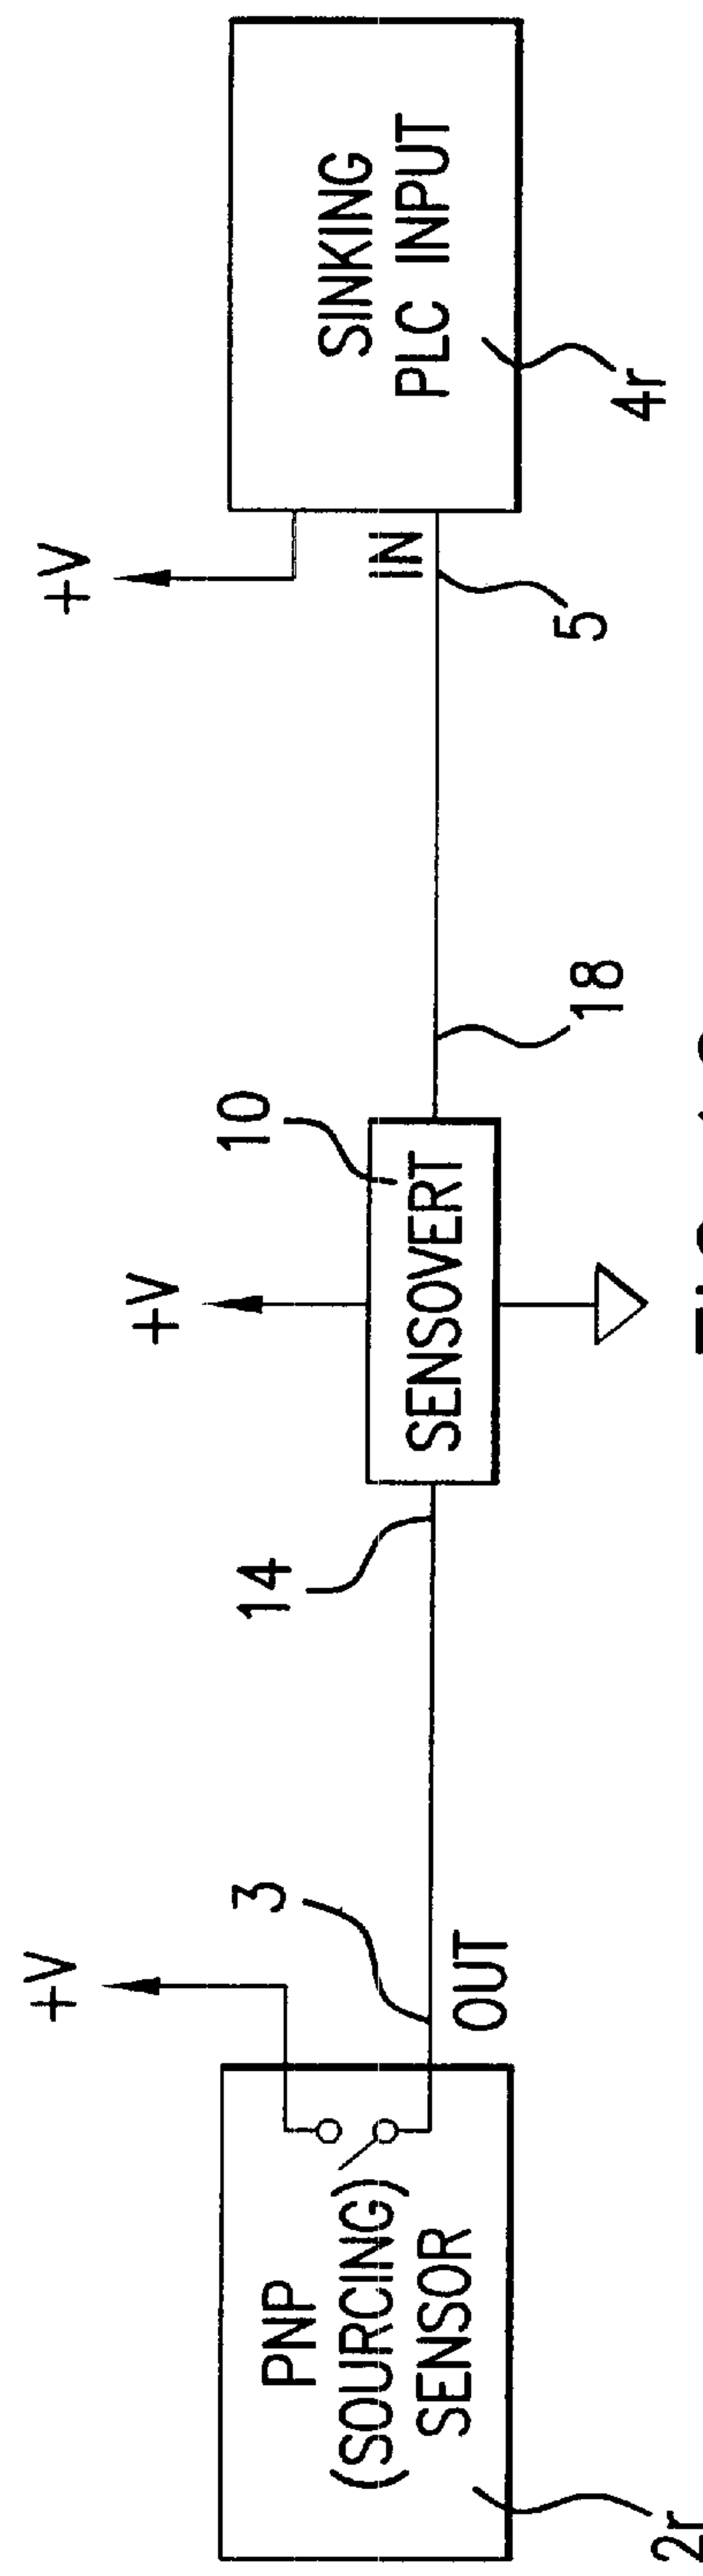 +V
+V
+V
PNP
(SOURCING)
SENSOR
2r
3
OUT
14
10
SENSOVERT
18
IN
5
SINKING
PLC INPUT
4r